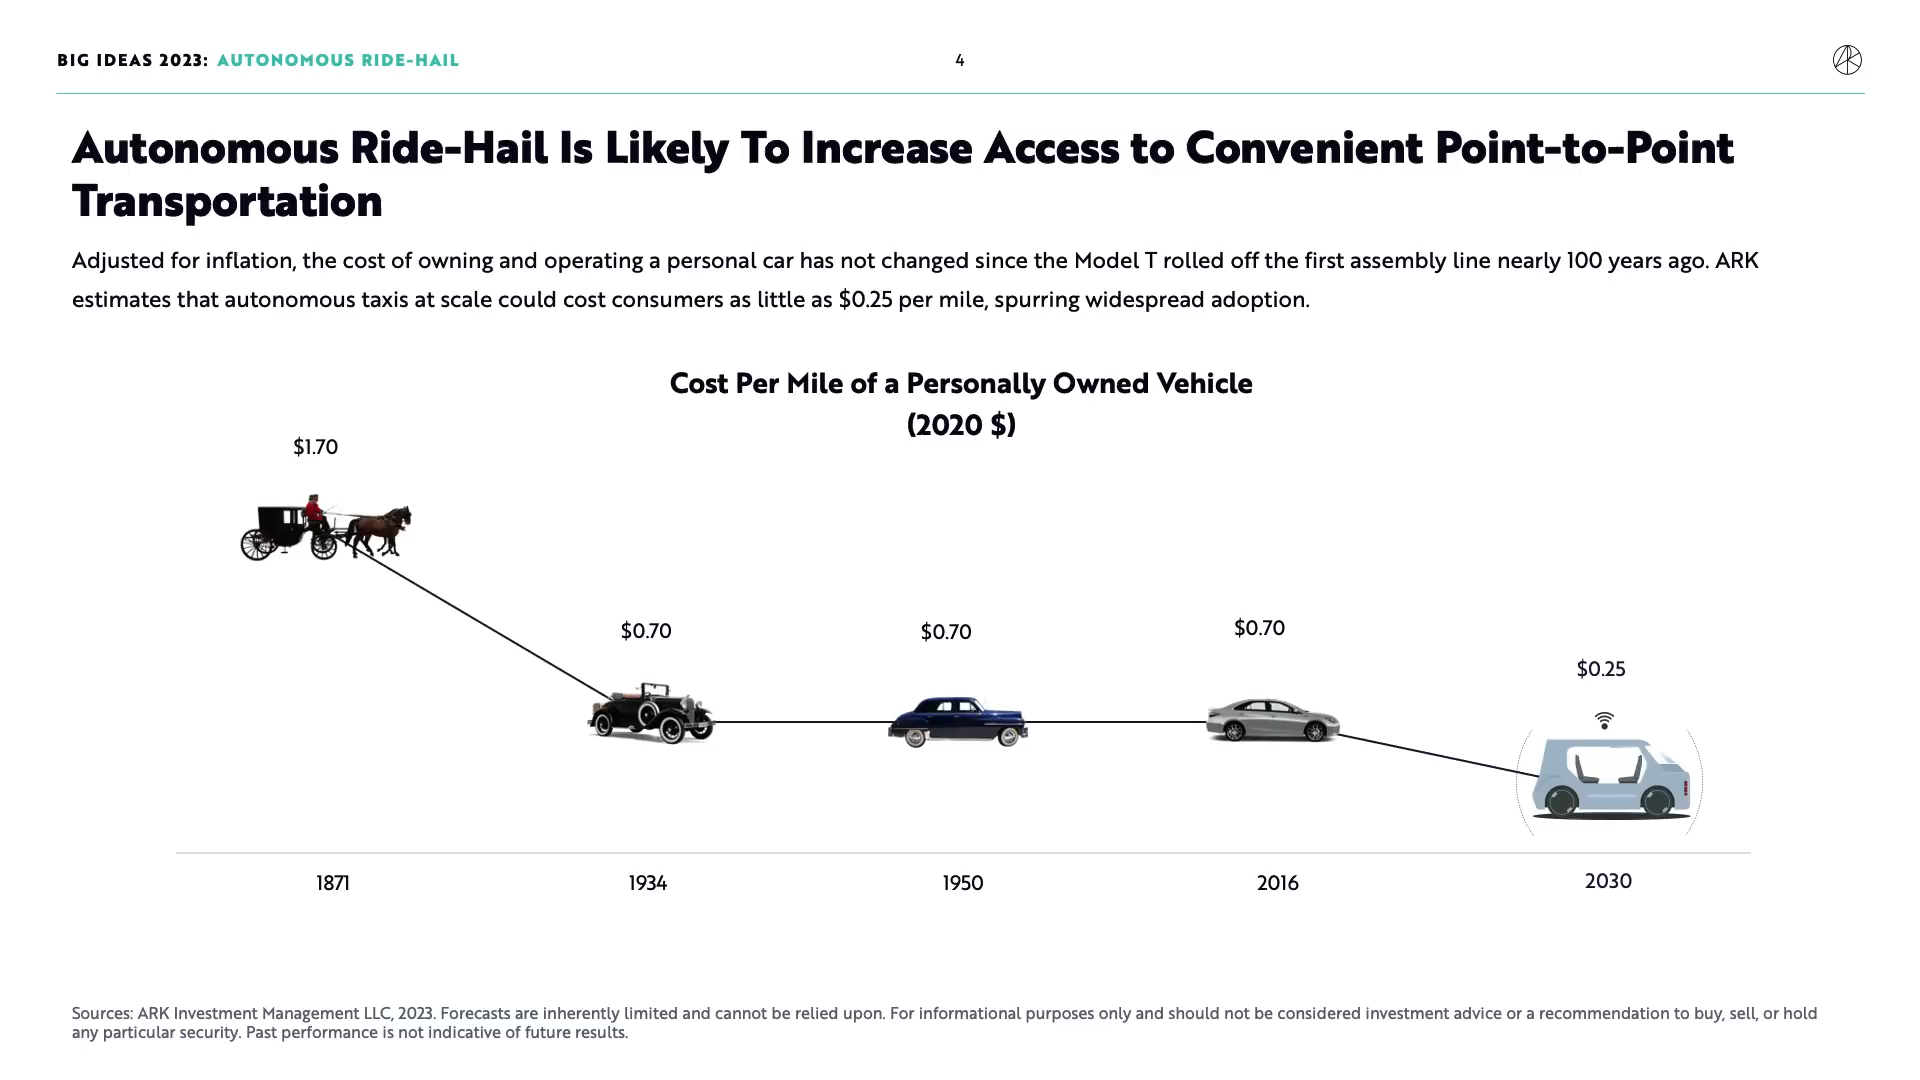 BIG IDEAS 2023: AUTONOMOUS RIDE-HAIL
4
Autonomous Ride-Hail Is Likely To Increase Access to Convenient Point-to-Point
Transportation
Adjusted for inflation, the cost of owning and operating a personal car has not changed since the Model T rolled off the first assembly line nearly 100 years ago. ARK
estimates that autonomous taxis at scale could cost consumers as little as $0.25 per mile, spurring widespread adoption.
Cost Per Mile of a Personally Owned Vehicle
(2020 $)
$1.70
$0.70
$0.70
$0.70
$0.25
1871
1934
1950
2016
2030
Sources: ARK Investment Management LLC, 2023. Forecasts are inherently limited and cannot be relied upon. For informational purposes only and should not be considered investment advice or a recommendation to buy, sell, or hold
any particular security. Past performance is not indicative of future results.